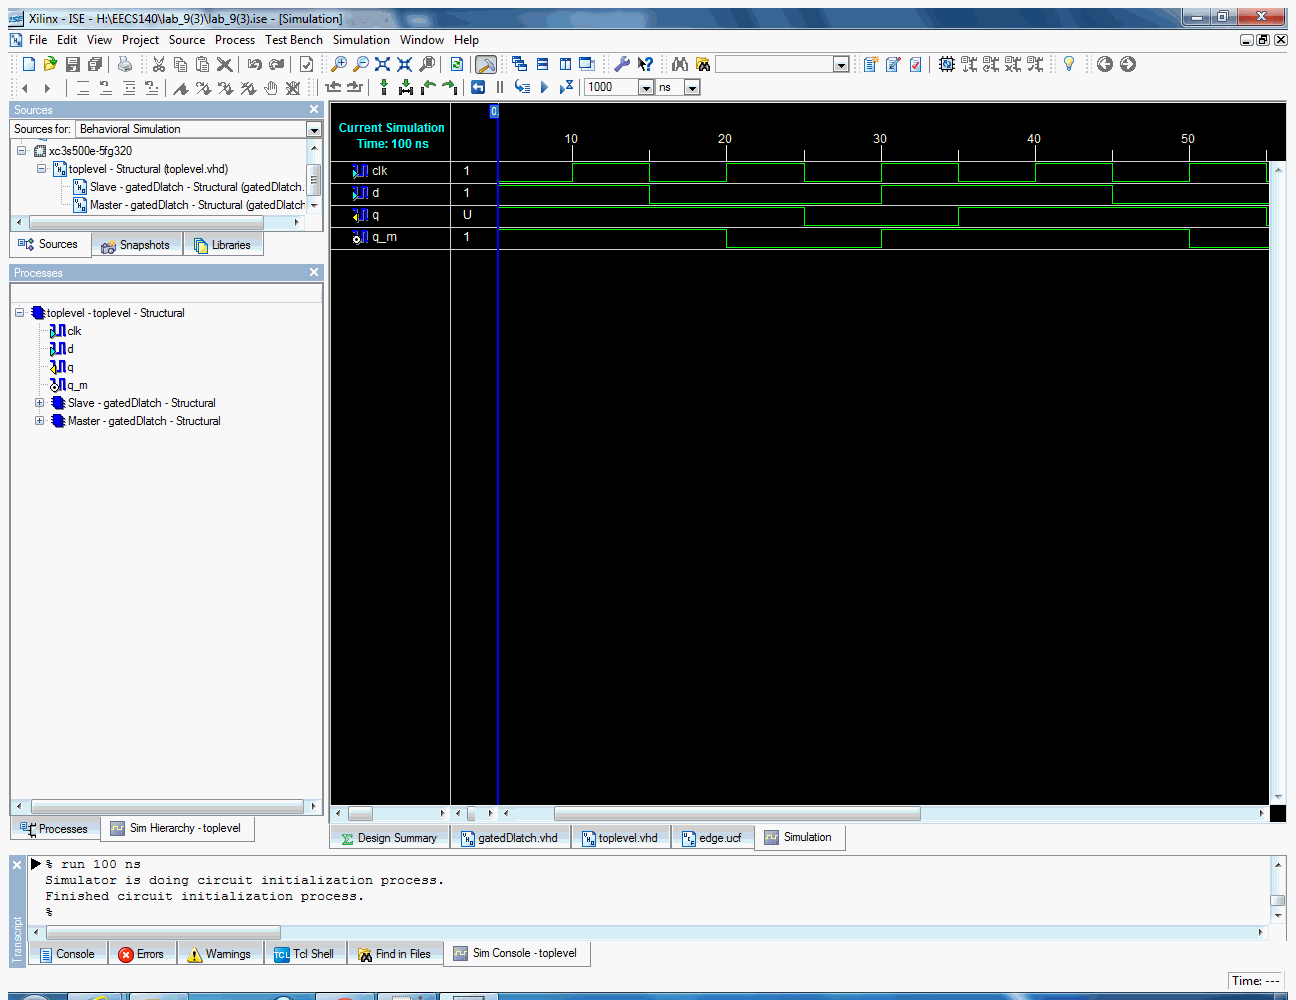 Xilinx - ISE - H:\EECS140\lab_9(3)\lab_9(3).ise - [Simulation]
File Edit View Project Source Process Test Bench Simulation Window Help
1000 ns
Sources
Sources for: Behavioral Simulation
xc3s500e-5fg320
toplevel - Structural (toplevel.vhd)
Slave - gatedDlatch - Structural (gatedDlatch.
Master - gatedDlatch - Structural (gatedDlatch
Sources Snapshots Libraries
Processes
toplevel - toplevel - Structural
clk
d
q
q_m
Slave - gatedDlatch - Structural
Master - gatedDlatch - Structural
Processes Sim Hierarchy - toplevel
Current Simulation
Time: 100 ns
0.
10 20 30 40 50
clk 1
d 1
q U
q_m 1
Design Summary gatedDlatch.vhd toplevel.vhd edge.ucf Simulation
Transcript
% run 100 ns
Simulator is doing circuit initialization process.
Finished circuit initialization process.
%
Console Errors Warnings TCL Tcl Shell Find in Files Sim Console - toplevel
Time: ---